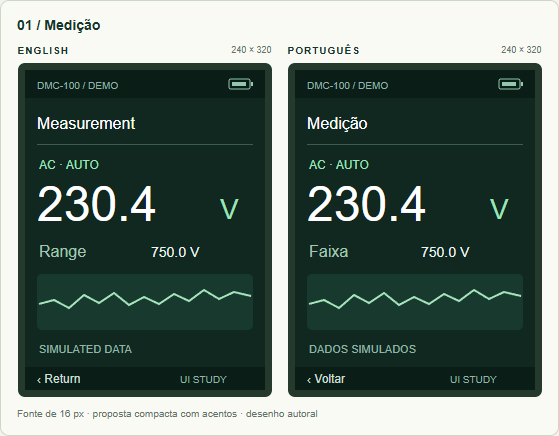 01 / Medição
ENGLISH
240 × 320
DMC-100 / DEMO
Measurement
AC · AUTO
230.4 V
Range 750.0 V
SIMULATED DATA
‹ Return UI STUDY
PORTUGUÊS
240 × 320
DMC-100 / DEMO
Medição
AC · AUTO
230.4 V
Faixa 750.0 V
DADOS SIMULADOS
‹ Voltar UI STUDY
Fonte de 16 px · proposta compacta com acentos · desenho autoral